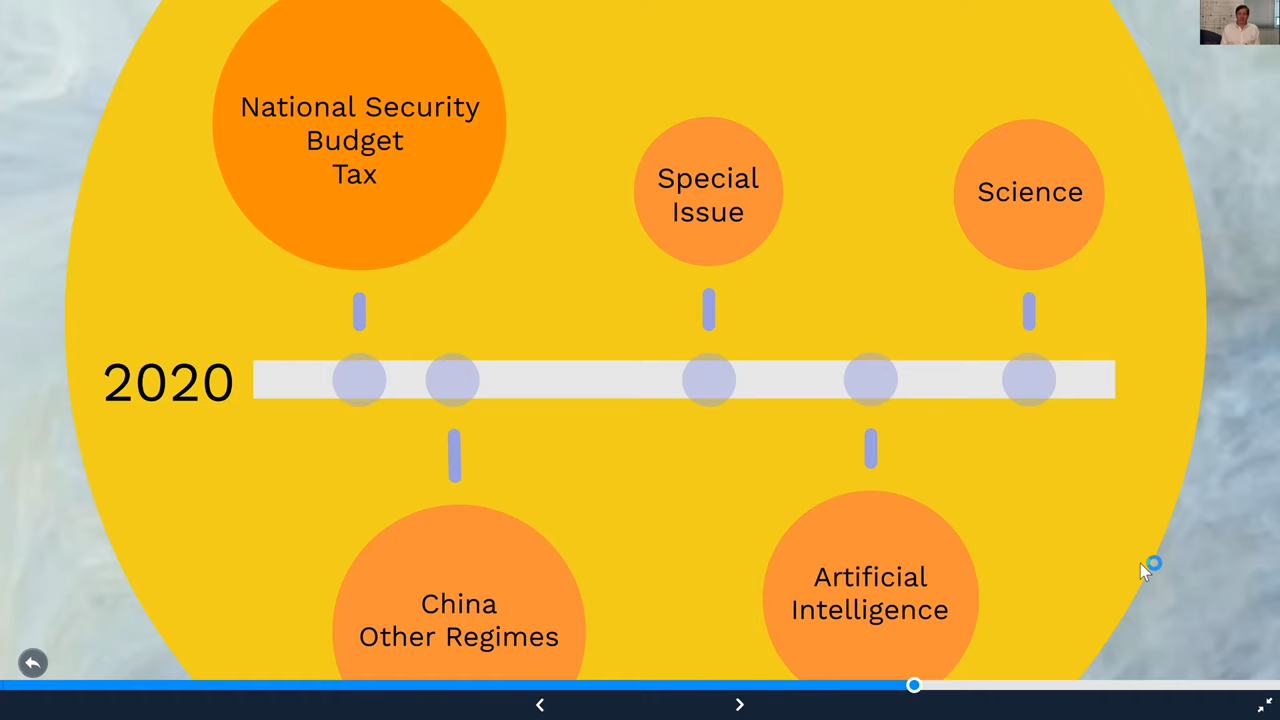 National Security
Budget
Tax
Special
Issue
Science
2020
China
Other Regimes
Artificial
Intelligence